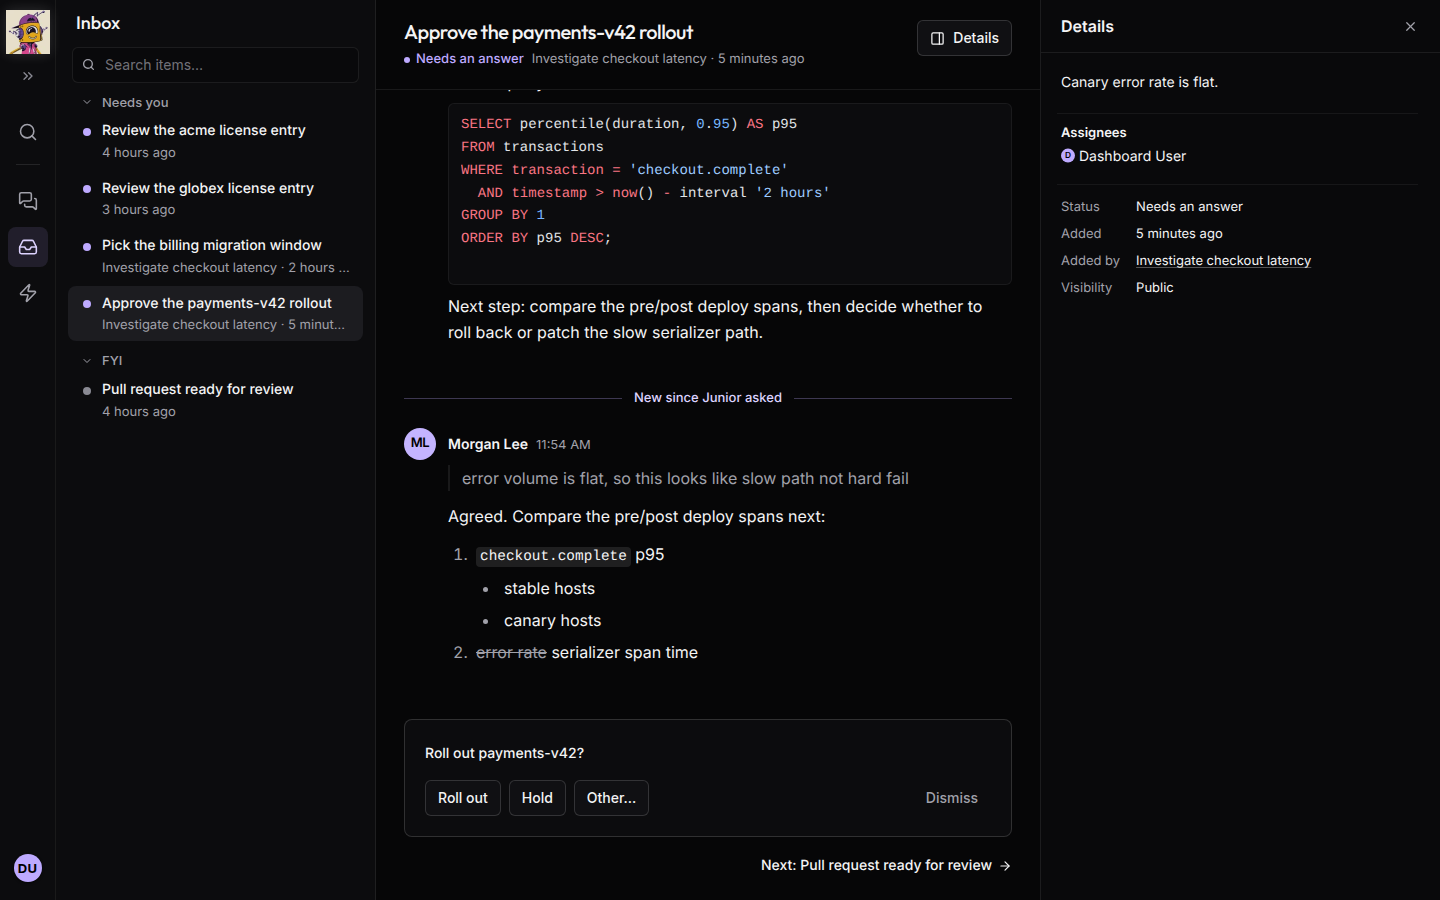 Inbox
Search items...
Needs you
Review the acme license entry
4 hours ago
Review the globex license entry
3 hours ago
Pick the billing migration window
Investigate checkout latency · 2 hours ...
Approve the payments-v42 rollout
Investigate checkout latency · 5 minut...
FYI
Pull request ready for review
4 hours ago
DU
Approve the payments-v42 rollout
Needs an answer Investigate checkout latency · 5 minutes ago
Details
SELECT percentile(duration, 0.95) AS p95
FROM transactions
WHERE transaction = 'checkout.complete'
AND timestamp > now() - interval '2 hours'
GROUP BY 1
ORDER BY p95 DESC;
Next step: compare the pre/post deploy spans, then decide whether to
roll back or patch the slow serializer path.
New since Junior asked
ML Morgan Lee 11:54 AM
error volume is flat, so this looks like slow path not hard fail
Agreed. Compare the pre/post deploy spans next:
1. checkout.complete p95
• stable hosts
• canary hosts
2. error rate serializer span time
Roll out payments-v42?
Roll out Hold Other... Dismiss
Next: Pull request ready for review →
Details
Canary error rate is flat.
Assignees
D Dashboard User
Status Needs an answer
Added 5 minutes ago
Added by Investigate checkout latency
Visibility Public